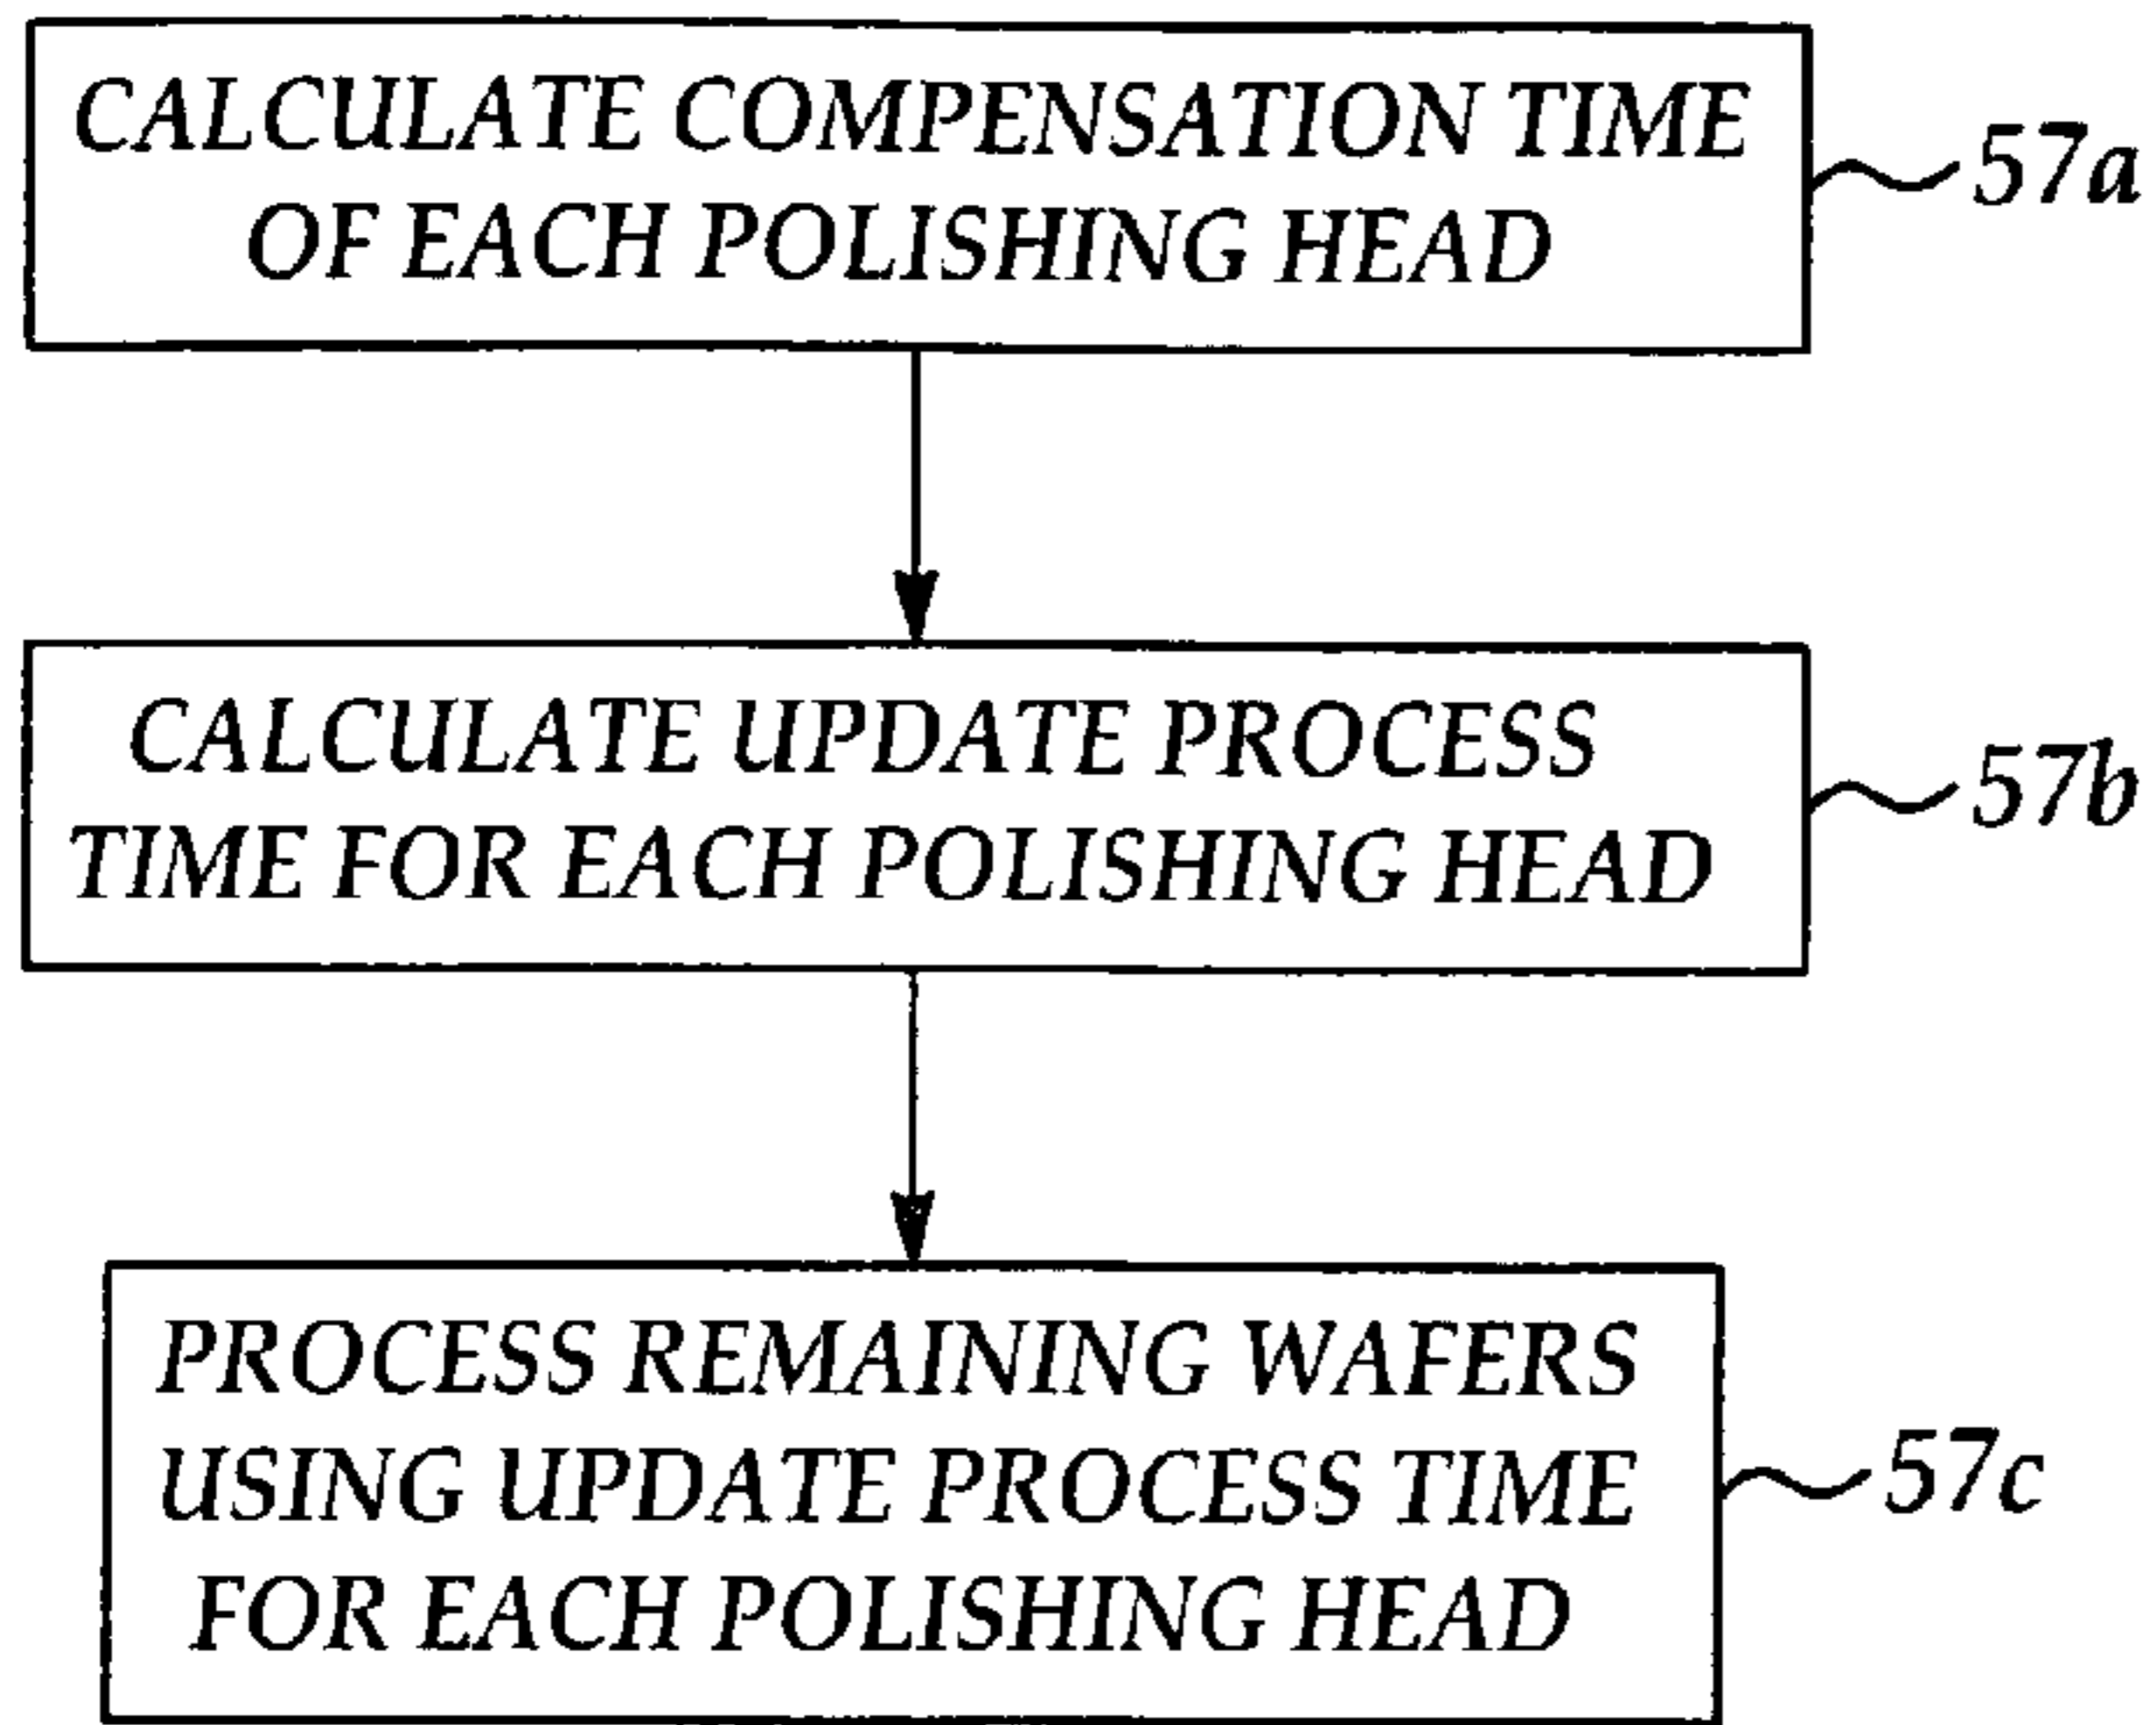 CALCULATE COMPENSATION TIME
OF EACH POLISHING HEAD
57a
CALCULATE UPDATE PROCESS
TIME FOR EACH POLISHING HEAD
57b
PROCESS REMAINING WAFERS
USING UPDATE PROCESS TIME
FOR EACH POLISHING HEAD
57c